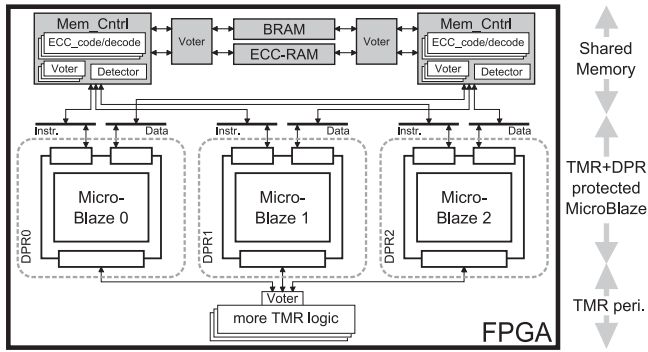 Mem_Cntrl
ECC_code/decode
Voter
Detector
Voter
BRAM
ECC-RAM
Voter
Mem_Cntrl
ECC_code/decode
Voter
Detector
Shared
Memory
Instr.
Data
Instr.
Data
Instr.
Data
DPR0
Micro-
Blaze 0
DPR1
Micro-
Blaze 1
DPR2
Micro-
Blaze 2
TMR+DPR
protected
MicroBlaze
Voter
more TMR logic
FPGA
TMR peri.